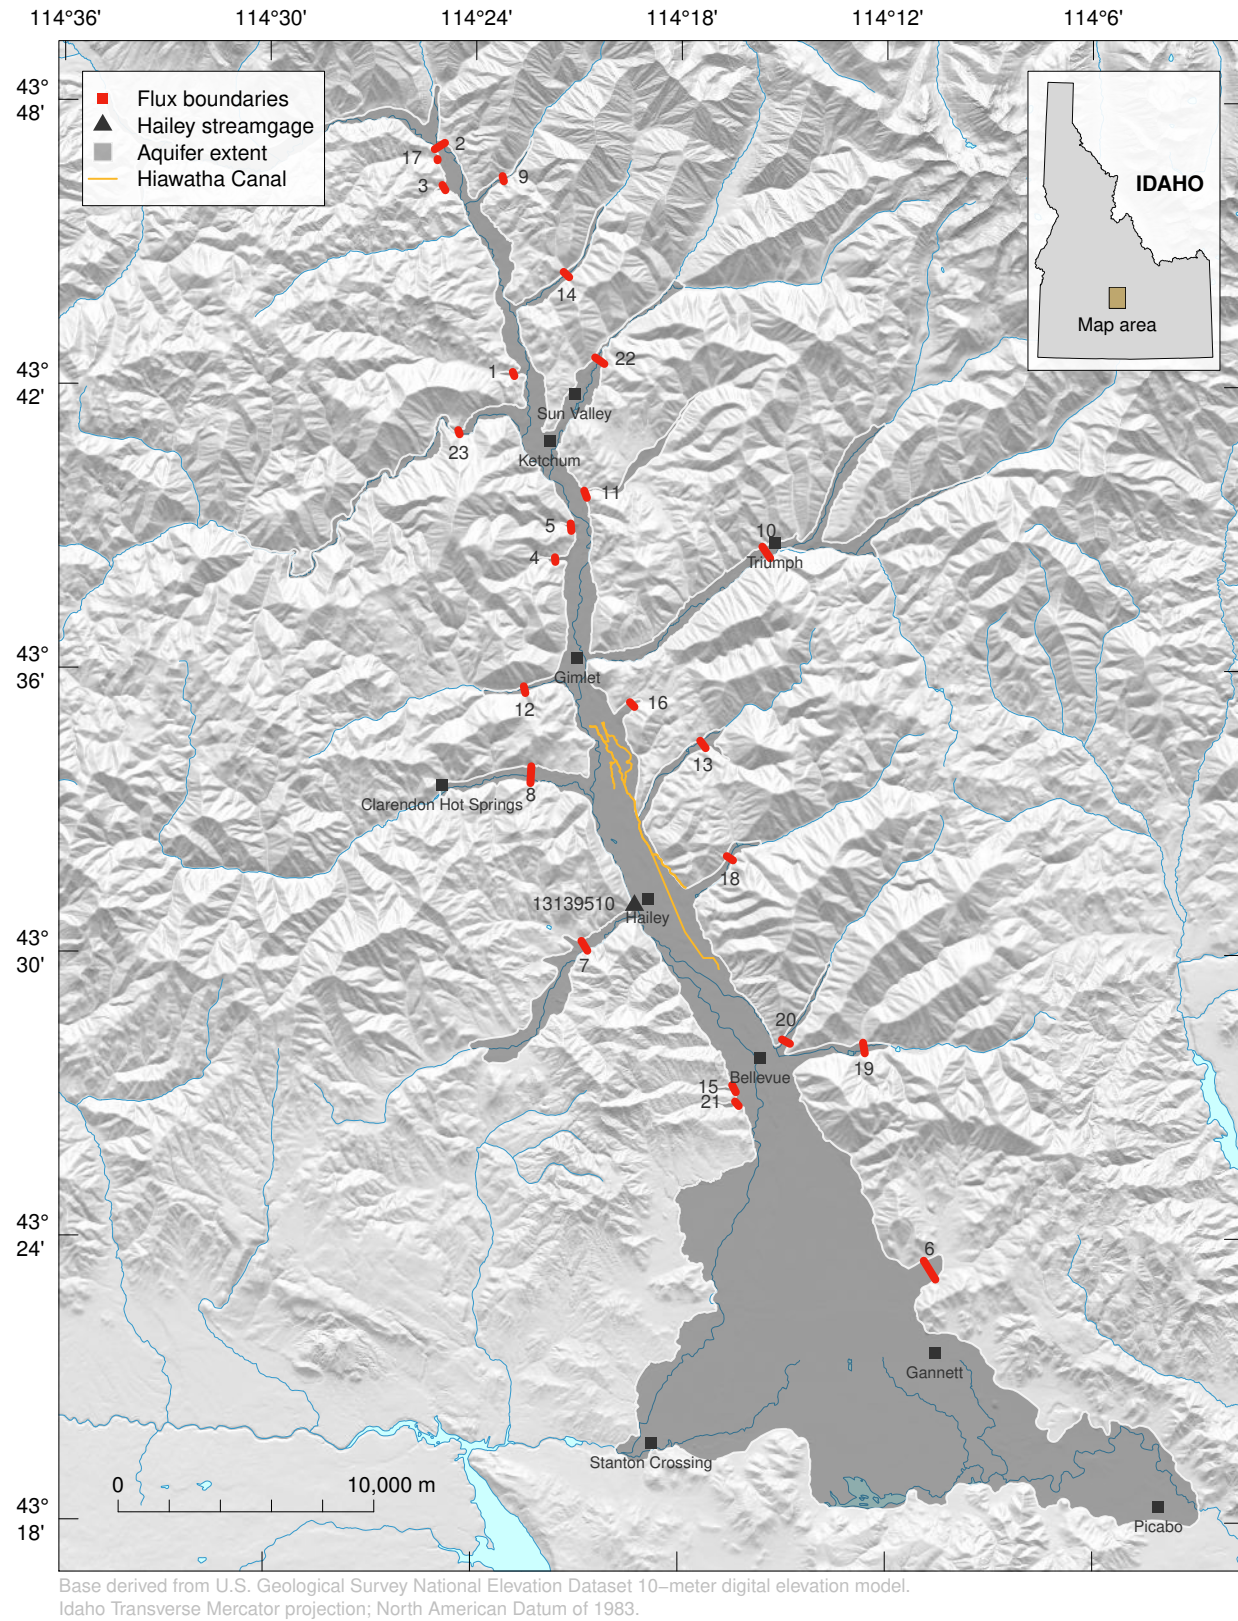 114°36' 114°30' 114°24' 114°18' 114°12' 114°6'
43°
48'
Flux boundaries
Hailey streamgage
Aquifer extent
Hiawatha Canal
IDAHO
Map area
2
17
3
9
14
22
1
43°
42'
Sun Valley
23
Ketchum
11
5
10
4
Triumph
43°
36'
Gimlet
12
16
13
8
Clarendon Hot Springs
18
13139510
Hailey
43°
30'
7
20
19
Bellevue
15
21
43°
24'
6
Gannett
Stanton Crossing
0 10,000 m
43°
18'
Picabo
Base derived from U.S. Geological Survey National Elevation Dataset 10−meter digital elevation model.
Idaho Transverse Mercator projection; North American Datum of 1983.